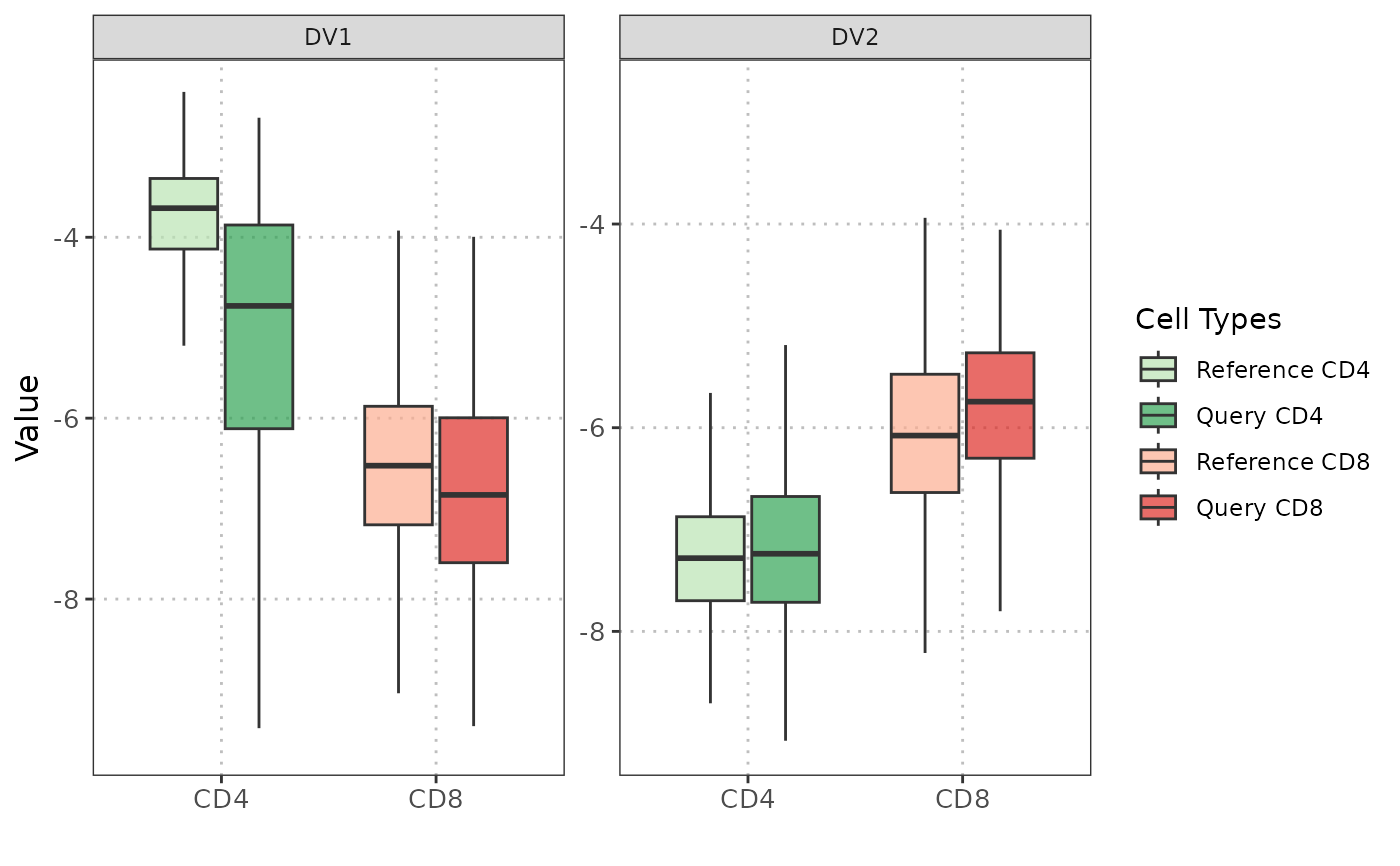 DV1
DV2
Value
-4
-6
-8
-4
-6
-8
CD4
CD8
CD4
CD8
Cell Types
Reference CD4
Query CD4
Reference CD8
Query CD8